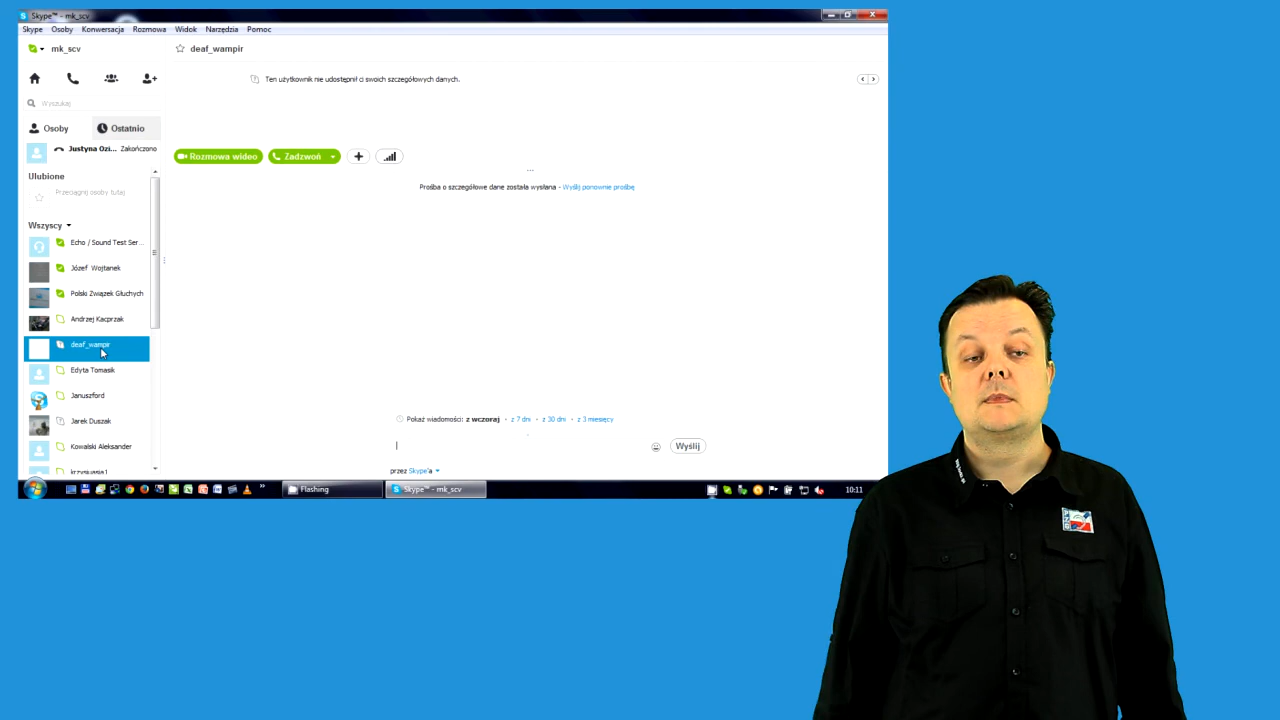 Skype™ - mk_scv
Skype Osoby Konwersacja Rozmowa Widok Narzędzia Pomoc
mk_scv
deaf_wampir
Ten użytkownik nie udostępnił ci swoich szczegółowych danych.
Wyszukaj
Osoby
Ostatnio
Justyna Ozi... Zakończono
Rozmowa wideo
Zadzwoń
Ulubione
Przeciągnij osoby tutaj
Prośba o szczegółowe dane została wysłana - Wyślij ponownie prośbę
Wszyscy
Echo / Sound Test Ser...
Józef Wojtanek
Polski Związek Głuchych
Andrzej Kacprzak
deaf_wampir
Edyta Tomasik
Januszford
Jarek Duszak
Kowalski Aleksander
krzysiuasia1
Pokaż wiadomości: z wczoraj • z 7 dni • z 30 dni • z 3 miesięcy
Wyślij
przez Skype'a
Flashing
Skype™ - mk_scv
10:11